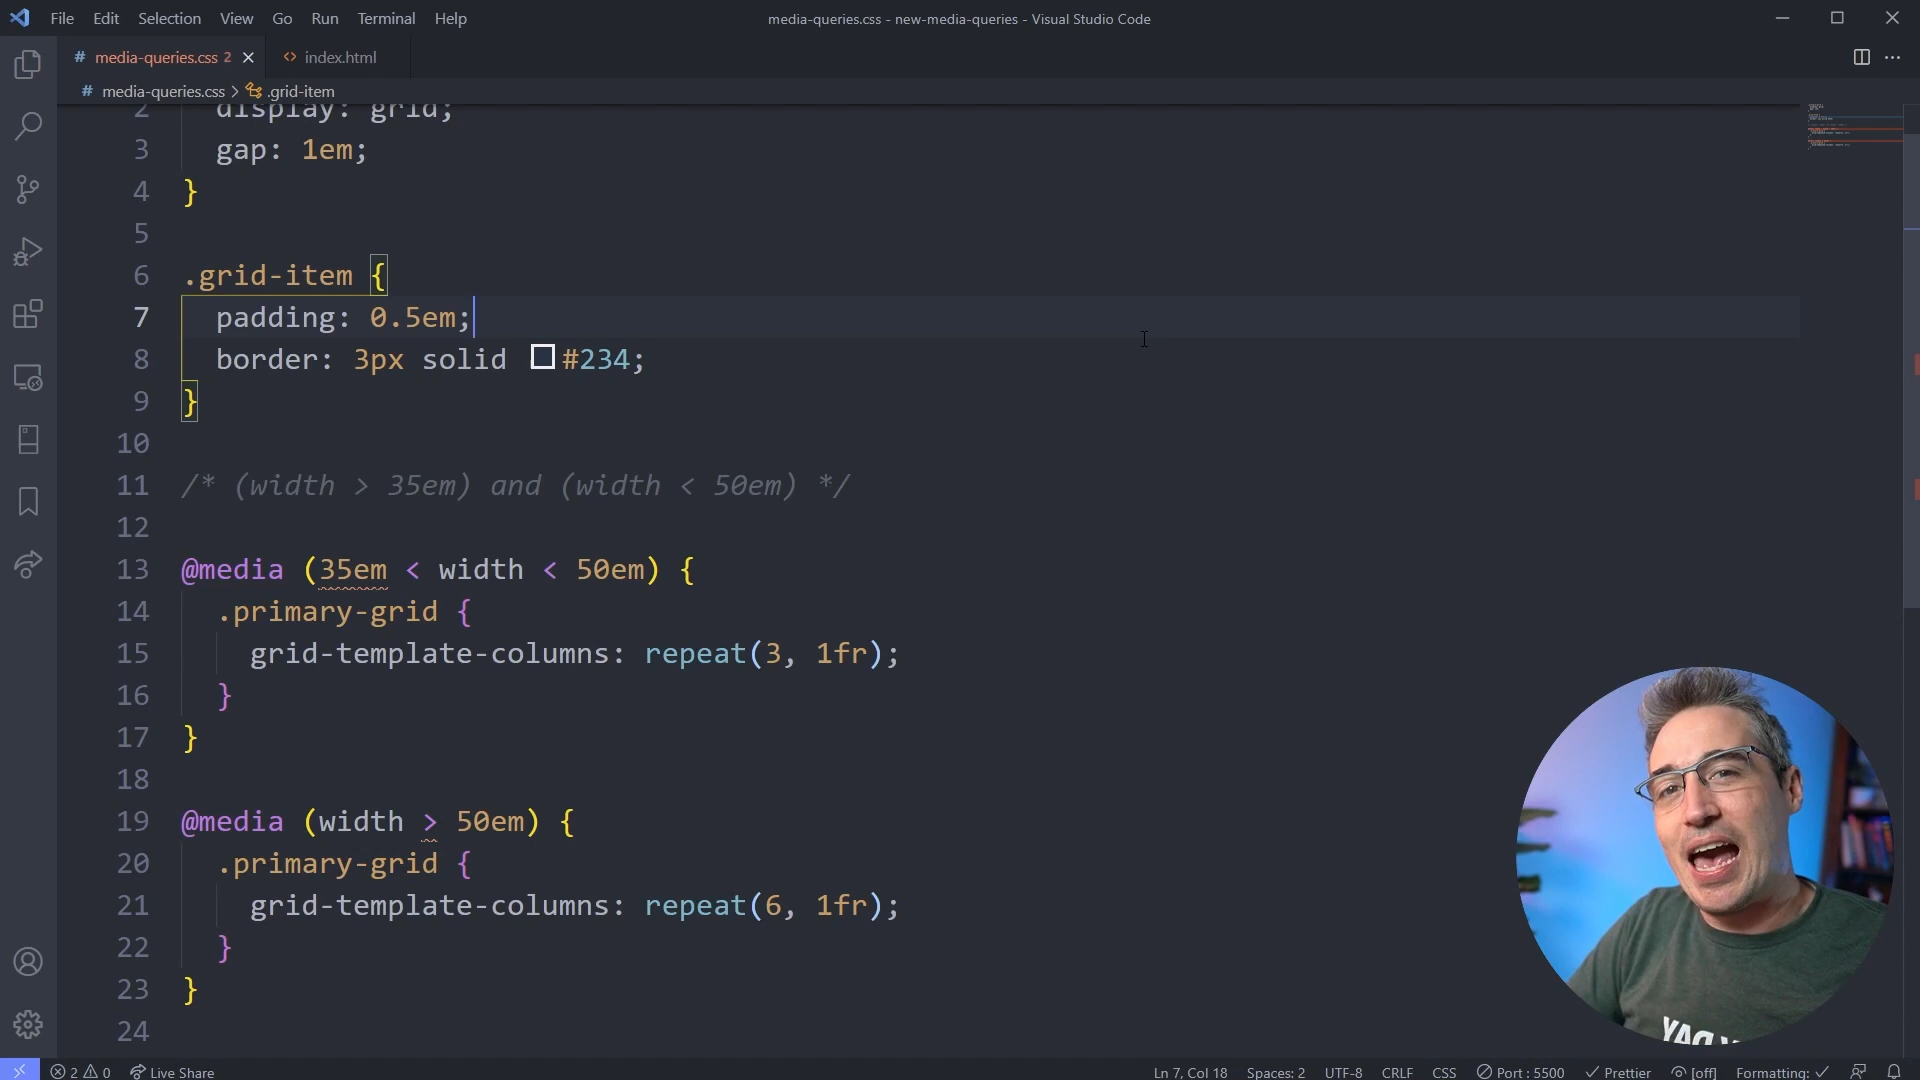 File Edit Selection View Go Run Terminal Help
media-queries.css - new-media-queries - Visual Studio Code
# media-queries.css 2
<> index.html
# media-queries.css > .grid-item
2 display: grid;
3 gap: 1em;
4 }
5
6 .grid-item {
7 padding: 0.5em;
8 border: 3px solid #234;
9 }
10
11 /* (width > 35em) and (width < 50em) */
12
13 @media (35em < width < 50em) {
14 .primary-grid {
15 grid-template-columns: repeat(3, 1fr);
16 }
17 }
18
19 @media (width > 50em) {
20 .primary-grid {
21 grid-template-columns: repeat(6, 1fr);
22 }
23 }
24
2 0 Live Share
Ln 7, Col 18 Spaces: 2 UTF-8 CRLF CSS Port : 5500 Prettier [off] Formatting: ✓